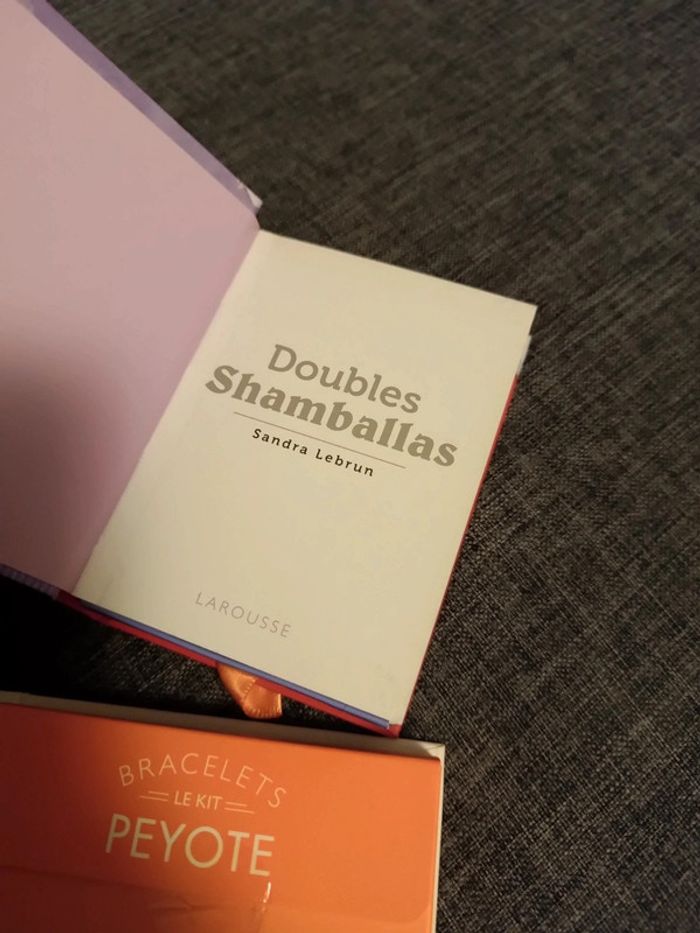 Doubles
Shamballas
Sandra Lebrun
LAROUSSE
BRACELETS
LE KIT
PEYOTE